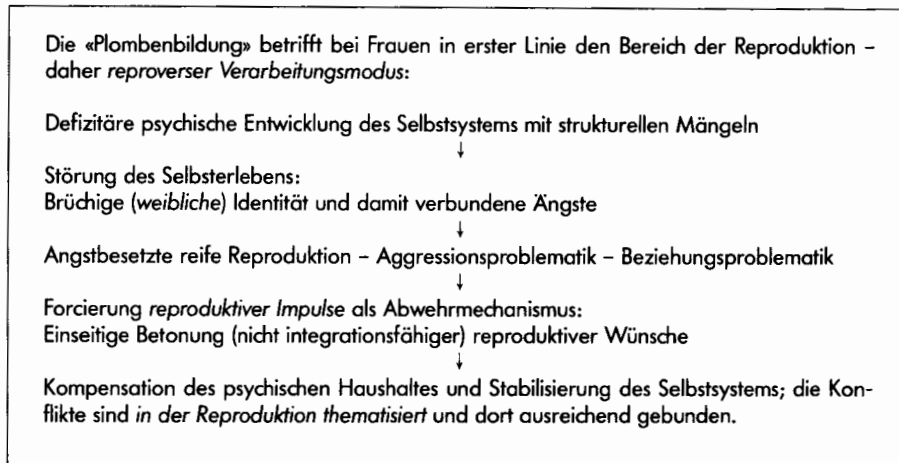 Die «Plombenbildung» betrifft bei Frauen in erster Linie den Bereich der Reproduktion –
daher reproverser Verarbeitungsmodus:
Defizitäre psychische Entwicklung des Selbstsystems mit strukturellen Mängeln
↓
Störung des Selbsterlebens:
Brüchige (weibliche) Identität und damit verbundene Ängste
↓
Angstbesetzte reife Reproduktion – Aggressionsproblematik – Beziehungsproblematik
↓
Forcierung reproduktiver Impulse als Abwehrmechanismus:
Einseitige Betonung (nicht integrationsfähiger) reproduktiver Wünsche
↓
Kompensation des psychischen Haushaltes und Stabilisierung des Selbstsystems; die Kon-
flikte sind in der Reproduktion thematisiert und dort ausreichend gebunden.